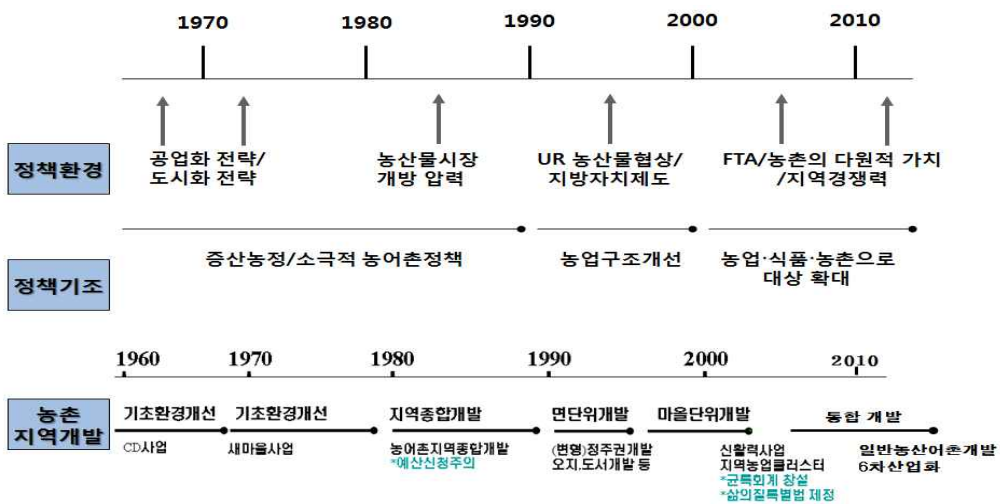 1970 1980 1990 2000 2010
정책환경
공업화 전략/
도시화 전략
농산물시장
개방 압력
UR 농산물협상/
지방자치제도
FTA/농촌의 다원적 가치
/지역경쟁력
정책기조
증산농정/소극적 농어촌정책
농업구조개선
농업·식품·농촌으로
대상 확대
1960 1970 1980 1990 2000 2010
농촌
지역개발
기초환경개선
CD사업
기초환경개선
새마을사업
지역종합개발
농어촌지역종합개발
*예산신청주의
면단위개발
(변형)정주권개발
오지,도서개발 등
마을단위개발
신활력사업
지역농업클러스터
*균특회계 창설
*삶의질특별법 제정
통합 개발
일반농산어촌개발
6차산업화